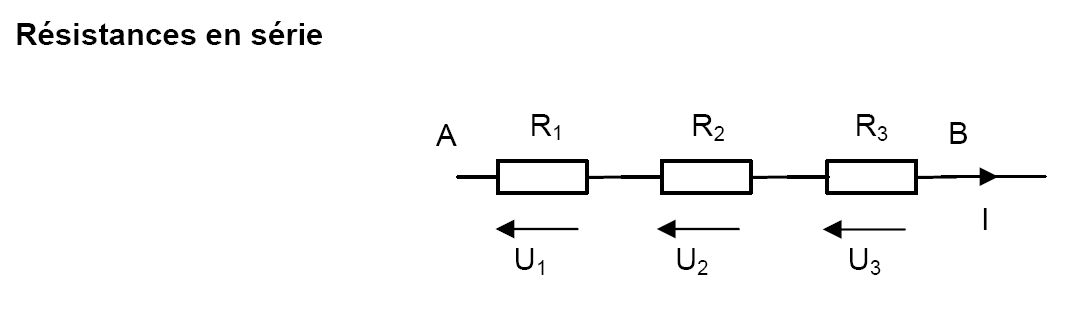 Résistances en série
A R₁ R₂ R₃ B
I
U₁ U₂ U₃